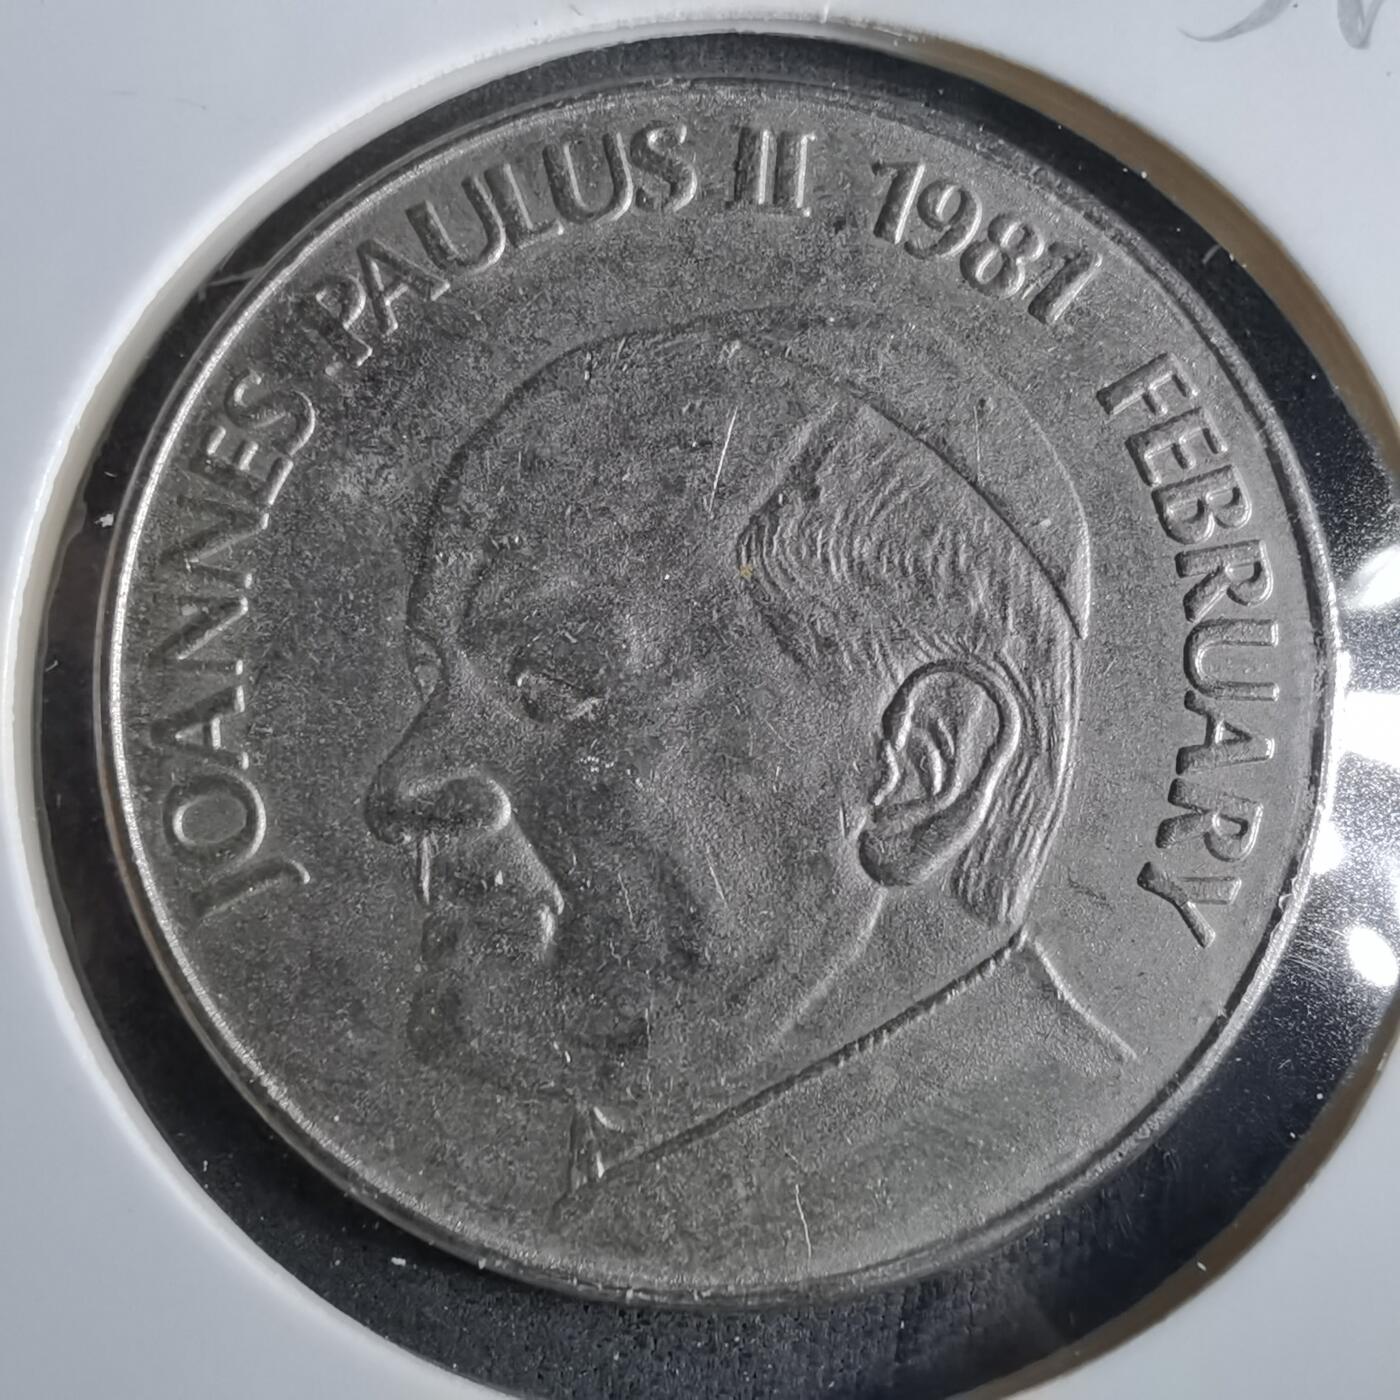 JOANNES PAULUS II 1981 FEBRUARY